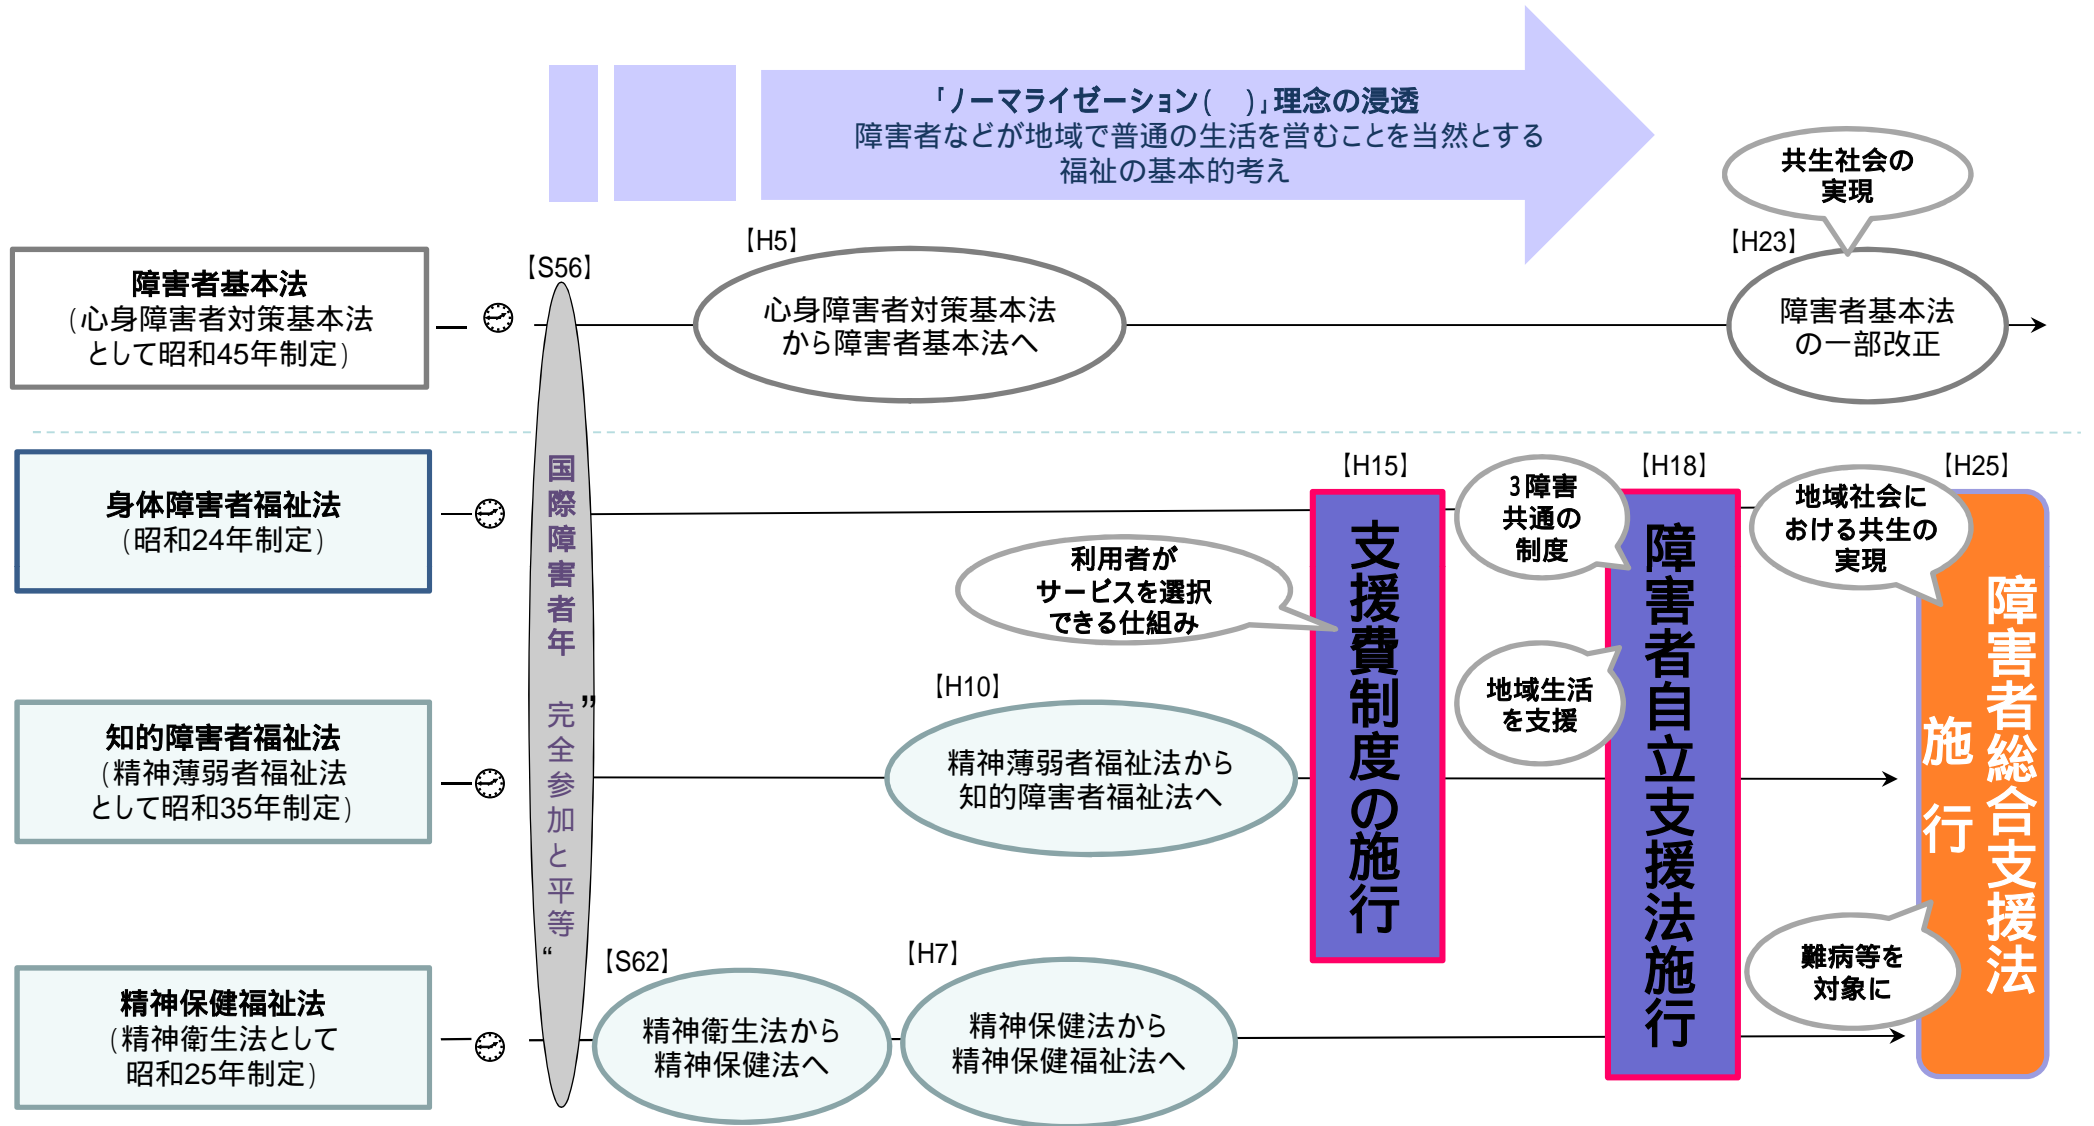 「ノーマライゼーション(　)」理念の浸透
障害者などが地域で普通の生活を営むことを当然とする
福祉の基本的考え
共生社会の
実現
【H5】
【H23】
【S56】
障害者基本法
(心身障害者対策基本法
として昭和45年制定)
心身障害者対策基本法
から障害者基本法へ
障害者基本法
の一部改正
国際障害者年 ”完全参加と平等“
【H15】
【H18】
【H25】
身体障害者福祉法
(昭和24年制定)
3障害
共通の
制度
地域社会に
おける共生の
実現
利用者が
サービスを選択
できる仕組み
支援費制度の施行
障害者自立支援法施行
障害者総合支援法
施行
地域生活
を支援
【H10】
知的障害者福祉法
(精神薄弱者福祉法
として昭和35年制定)
精神薄弱者福祉法から
知的障害者福祉法へ
【S62】
【H7】
難病等を
対象に
精神保健福祉法
(精神衛生法として
昭和25年制定)
精神衛生法から
精神保健法へ
精神保健法から
精神保健福祉法へ